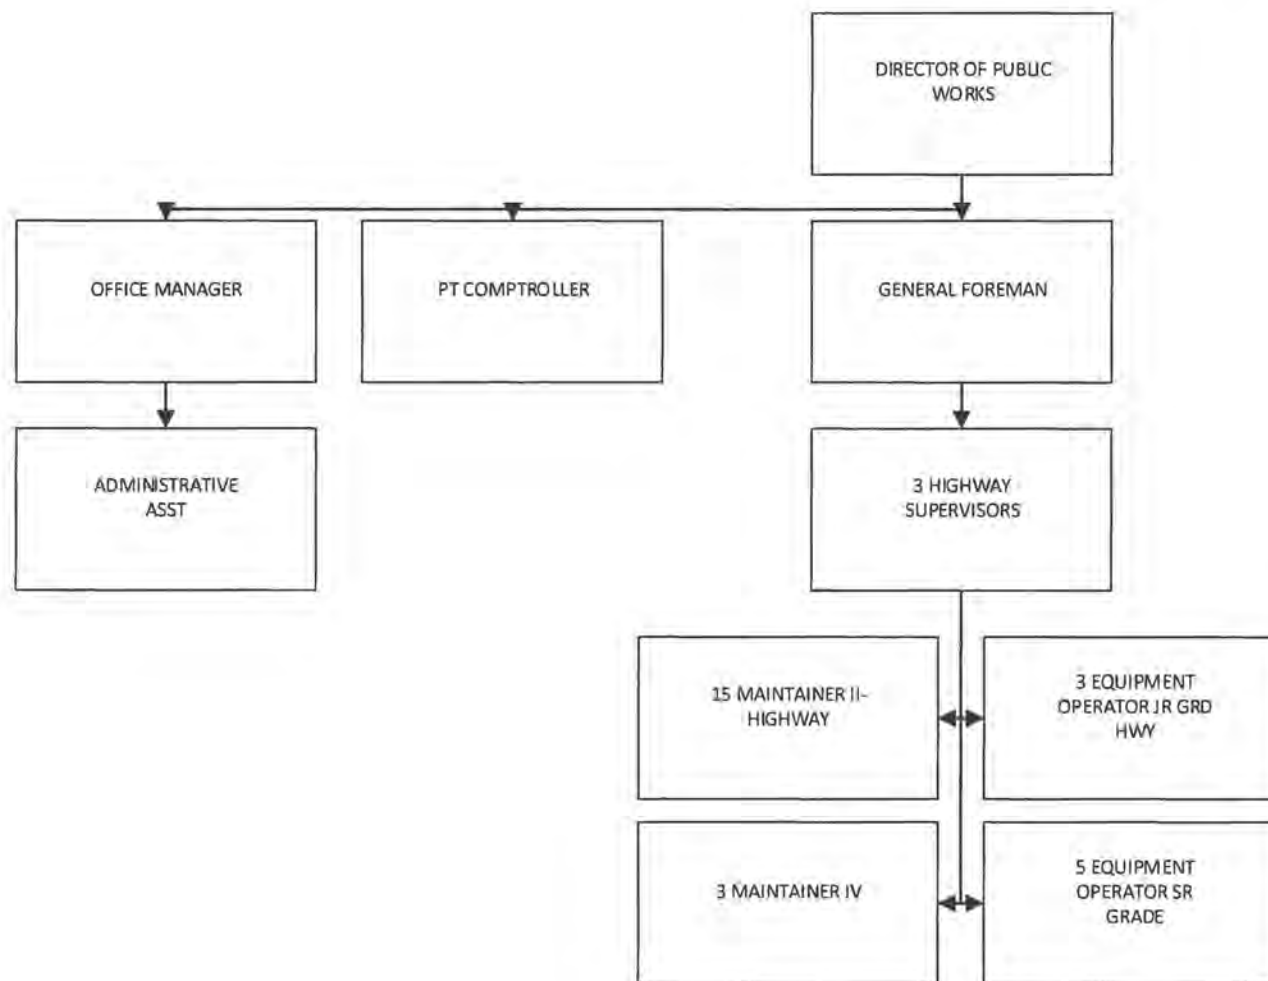 DIRECTOR OF PUBLIC
WORKS
OFFICE MANAGER
PT COMPTROLLER
GENERAL FOREMAN
ADMINISTRATIVE
ASST
3 HIGHWAY
SUPERVISORS
15 MAINTAINER II-
HIGHWAY
3 EQUIPMENT
OPERATOR JR GRD
HWY
3 MAINTAINER IV
5 EQUIPMENT
OPERATOR SR
GRADE